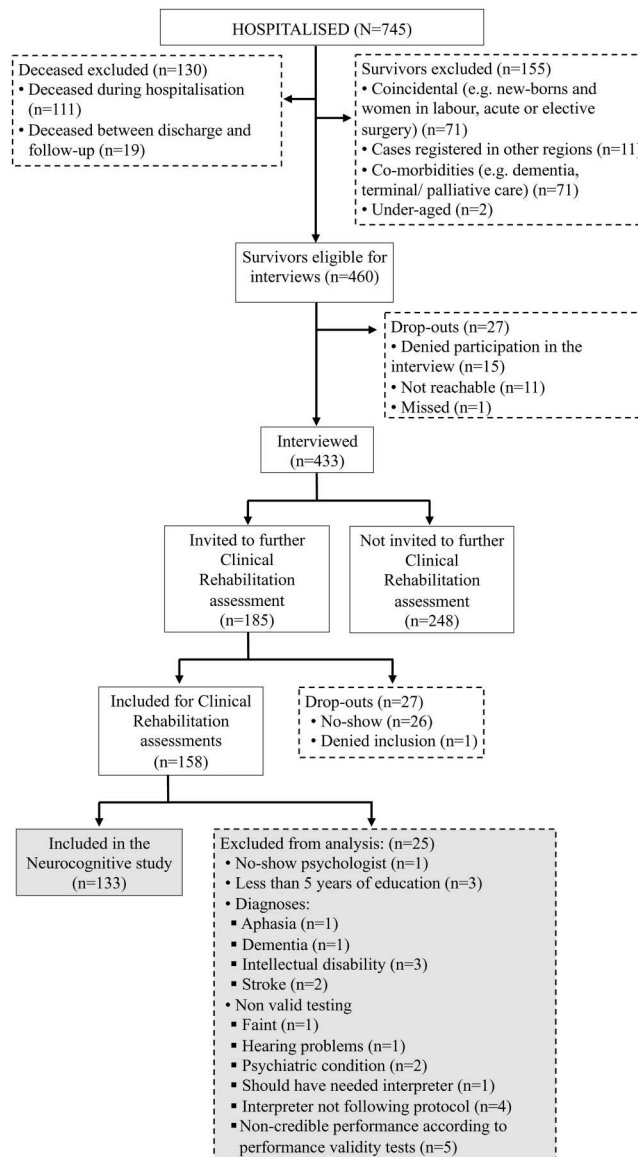 HOSPITALISED (N=745)
Deceased excluded (n=130)
• Deceased during hospitalisation
(n=111)
• Deceased between discharge and
follow-up (n=19)
Survivors excluded (n=155)
• Coincidental (e.g. new-borns and
women in labour, acute or elective
surgery) (n=71)
• Cases registered in other regions (n=11)
• Co-morbidities (e.g. dementia,
terminal/ palliative care) (n=71)
• Under-aged (n=2)
Survivors eligible for
interviews (n=460)
Drop-outs (n=27)
• Denied participation in the
interview (n=15)
• Not reachable (n=11)
• Missed (n=1)
Interviewed
(n=433)
Invited to further
Clinical
Rehabilitation
assessment
(n=185)
Not invited to further
Clinical
Rehabilitation
assessment
(n=248)
Included for Clinical
Rehabilitation
assessments
(n=158)
Drop-outs (n=27)
• No-show (n=26)
• Denied inclusion (n=1)
Included in the
Neurocognitive study
(n=133)
Excluded from analysis: (n=25)
• No-show psychologist (n=1)
• Less than 5 years of education (n=3)
• Diagnoses:
▪ Aphasia (n=1)
▪ Dementia (n=1)
▪ Intellectual disability (n=3)
▪ Stroke (n=2)
• Non valid testing
▪ Faint (n=1)
▪ Hearing problems (n=1)
▪ Psychiatric condition (n=2)
▪ Should have needed interpreter (n=1)
▪ Interpreter not following protocol (n=4)
▪ Non-credible performance according to
performance validity tests (n=5)